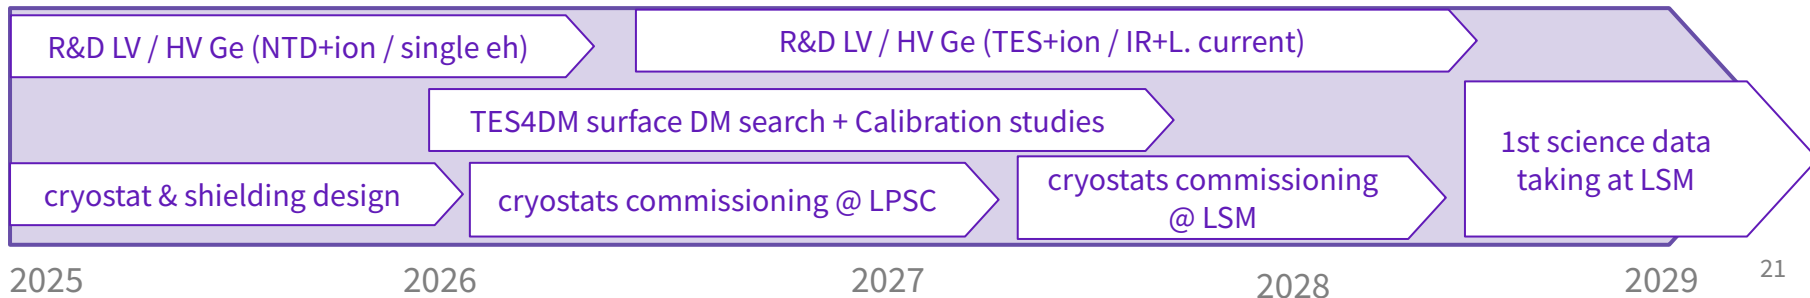 R&D LV / HV Ge (NTD+ion / single eh)
R&D LV / HV Ge (TES+ion / IR+L. current)
TES4DM surface DM search + Calibration studies
1st science data
taking at LSM
cryostat & shielding design
cryostats commissioning @ LPSC
cryostats commissioning
@ LSM
2025
2026
2027
2028
2029
21